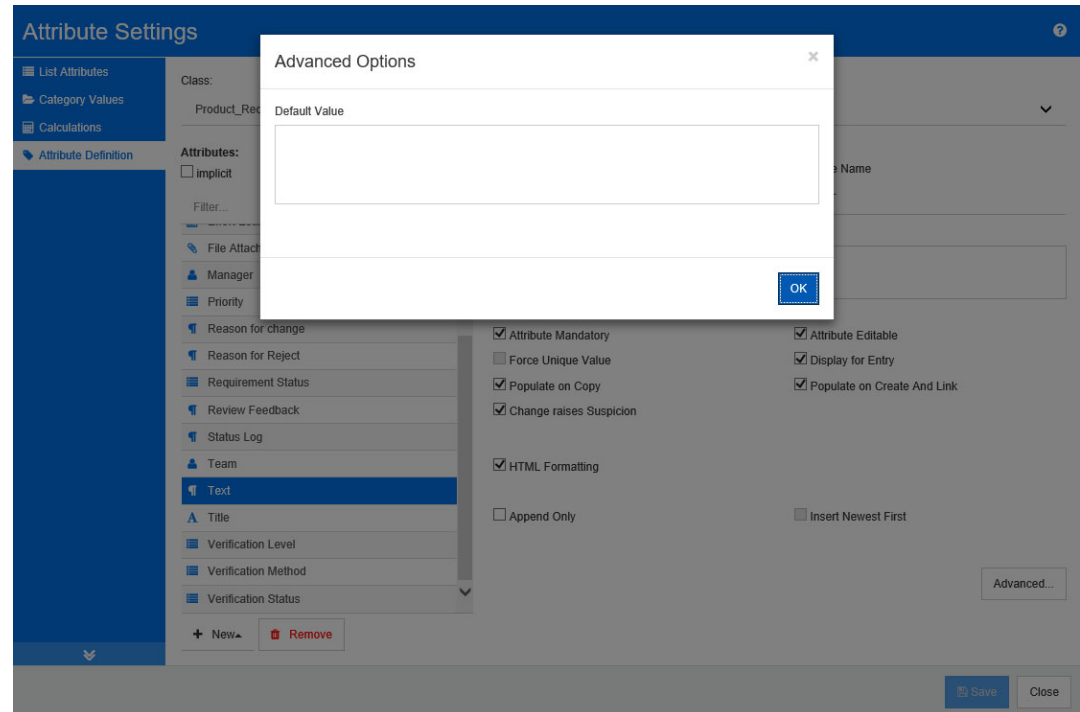 Attribute Settings
Advanced Options
Default Value
OK
List Attributes
Category Values
Calculations
Attribute Definition
Class:
Attributes:
implicit
Filter...
Name
Manager
Priority
Reason for change
Reason for Reject
Requirement Status
Review Feedback
Status Log
Team
Text
Title
Verification Level
Verification Method
Verification Status
New
Remove
Attribute Mandatory
Attribute Editable
Force Unique Value
Display for Entry
Populate on Copy
Populate on Create And Link
Change raises Suspicion
HTML Formatting
Append Only
Insert Newest First
Advanced...
Save
Close